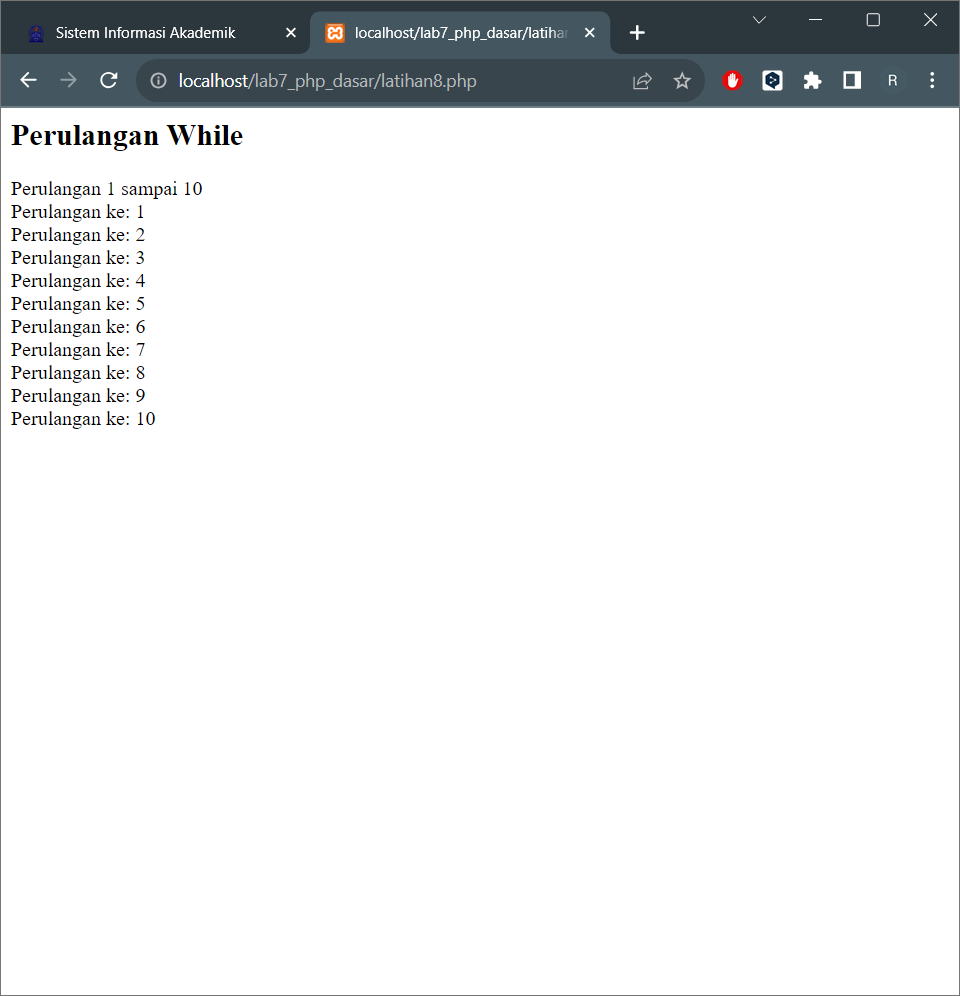 Sistem Informasi Akademik
localhost/lab7_php_dasar/latihan
localhost/lab7_php_dasar/latihan8.php
R
Perulangan While
Perulangan 1 sampai 10
Perulangan ke: 1
Perulangan ke: 2
Perulangan ke: 3
Perulangan ke: 4
Perulangan ke: 5
Perulangan ke: 6
Perulangan ke: 7
Perulangan ke: 8
Perulangan ke: 9
Perulangan ke: 10